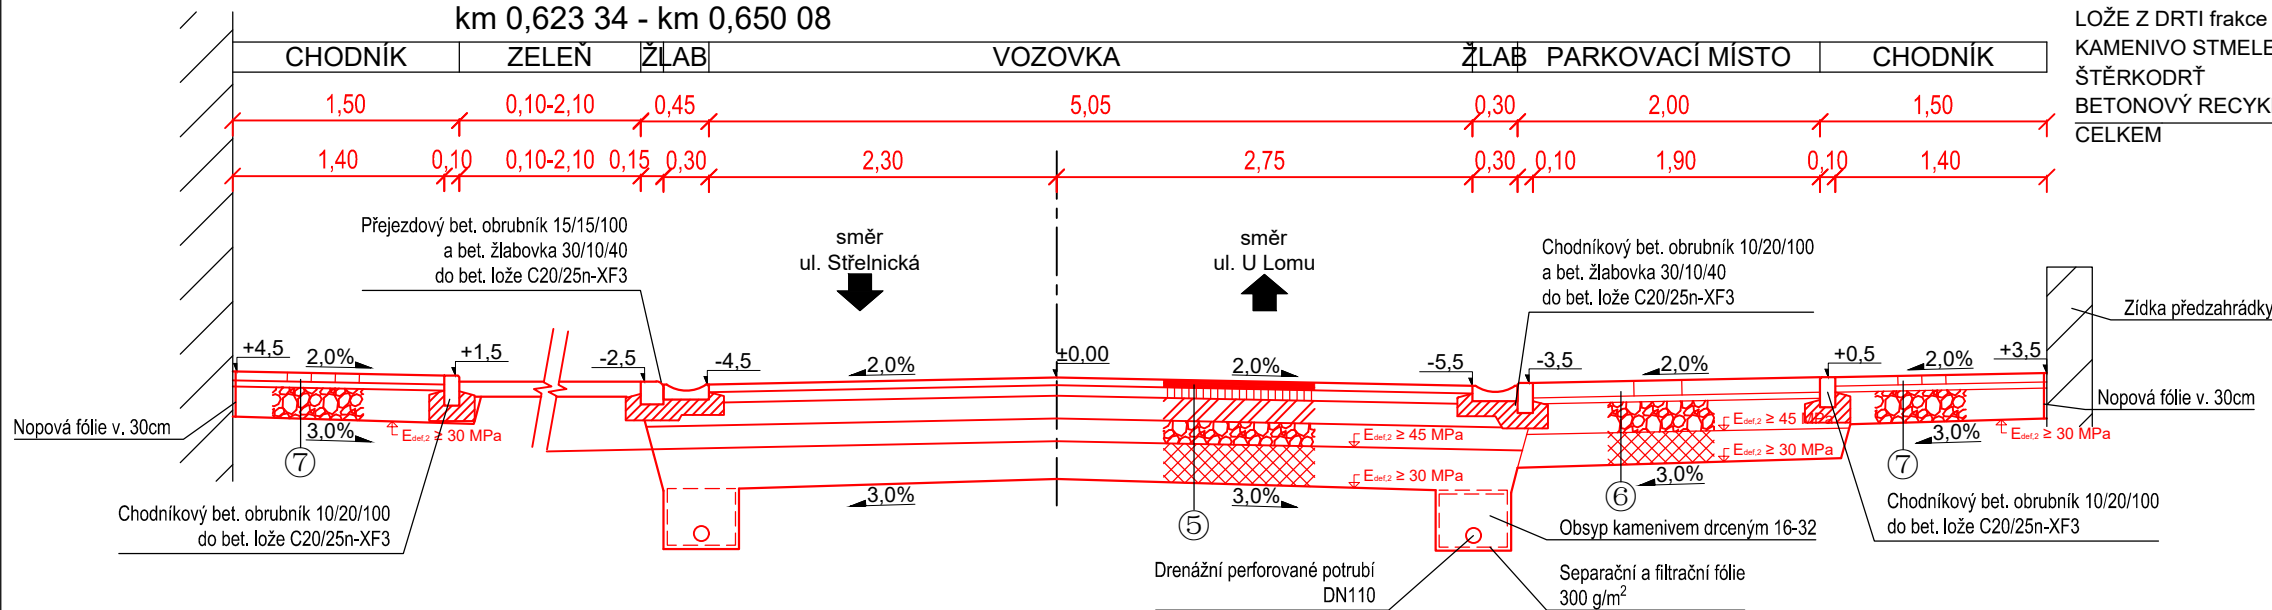 km 0,623 34 - km 0,650 08
LOŽE Z DRTI frakce
KAMENIVO STMELE
ŠTĚRKODRŤ
BETONOVÝ RECYK
CELKEM
CHODNÍK ZELEŇ ŽLAB VOZOVKA ŽLAB PARKOVACÍ MÍSTO CHODNÍK
1,50 0,10-2,10 0,45 5,05 0,30 2,00 1,50
1,40 0,10 0,10-2,10 0,15 0,30 2,30 2,75 0,30 0,10 1,90 0,10 1,40
Přejezdový bet. obrubník 15/15/100
a bet. žlabovka 30/10/40
do bet. lože C20/25n-XF3
směr
ul. Střelnická
směr
ul. U Lomu
Chodníkový bet. obrubník 10/20/100
a bet. žlabovka 30/10/40
do bet. lože C20/25n-XF3
Zídka předzahrádky
+4,5 2,0% +1,5 -2,5 -4,5 2,0% ±0,00 2,0% -5,5 -3,5 2,0% +0,5 2,0% +3,5
Nopová fólie v. 30cm
Nopová fólie v. 30cm
3,0% Edef,2 ≥ 30 MPa
Edef,2 ≥ 45 MPa
Edef,2 ≥ 30 MPa
Edef,2 ≥ 45 MPa
Edef,2 ≥ 30 MPa
3,0% Edef,2 ≥ 30 MPa
⑦
3,0%
3,0%
⑤
3,0%
⑥
⑦
Chodníkový bet. obrubník 10/20/100
do bet. lože C20/25n-XF3
Chodníkový bet. obrubník 10/20/100
do bet. lože C20/25n-XF3
Obsyp kamenivem drceným 16-32
Drenážní perforované potrubí
DN110
Separační a filtrační fólie
300 g/m²